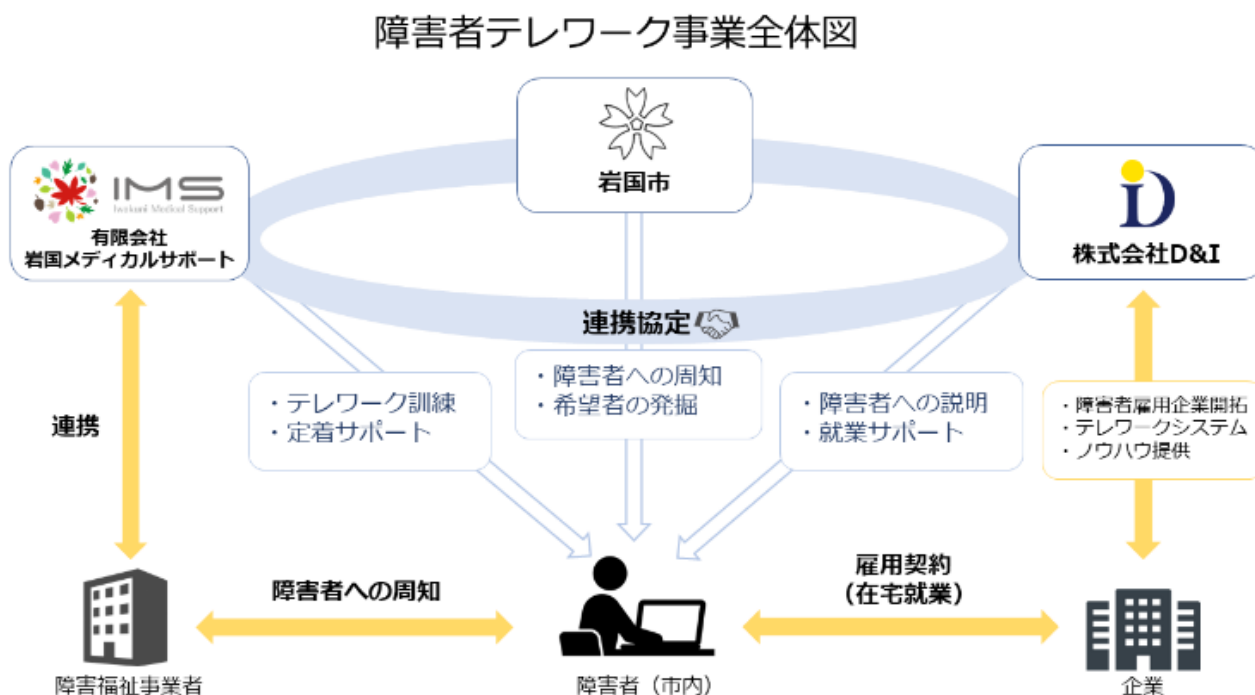 障害者テレワーク事業全体図
岩国市
IMS
Iwakuni Medical Support
有限会社
岩国メディカルサポート
iD
株式会社D&I
連携協定
・テレワーク訓練
・定着サポート
・障害者への周知
・希望者の発掘
・障害者への説明
・就業サポート
・障害者雇用企業開拓
・テレワークシステム
・ノウハウ提供
連携
障害者への周知
雇用契約
(在宅就業)
障害福祉事業者
障害者（市内）
企業